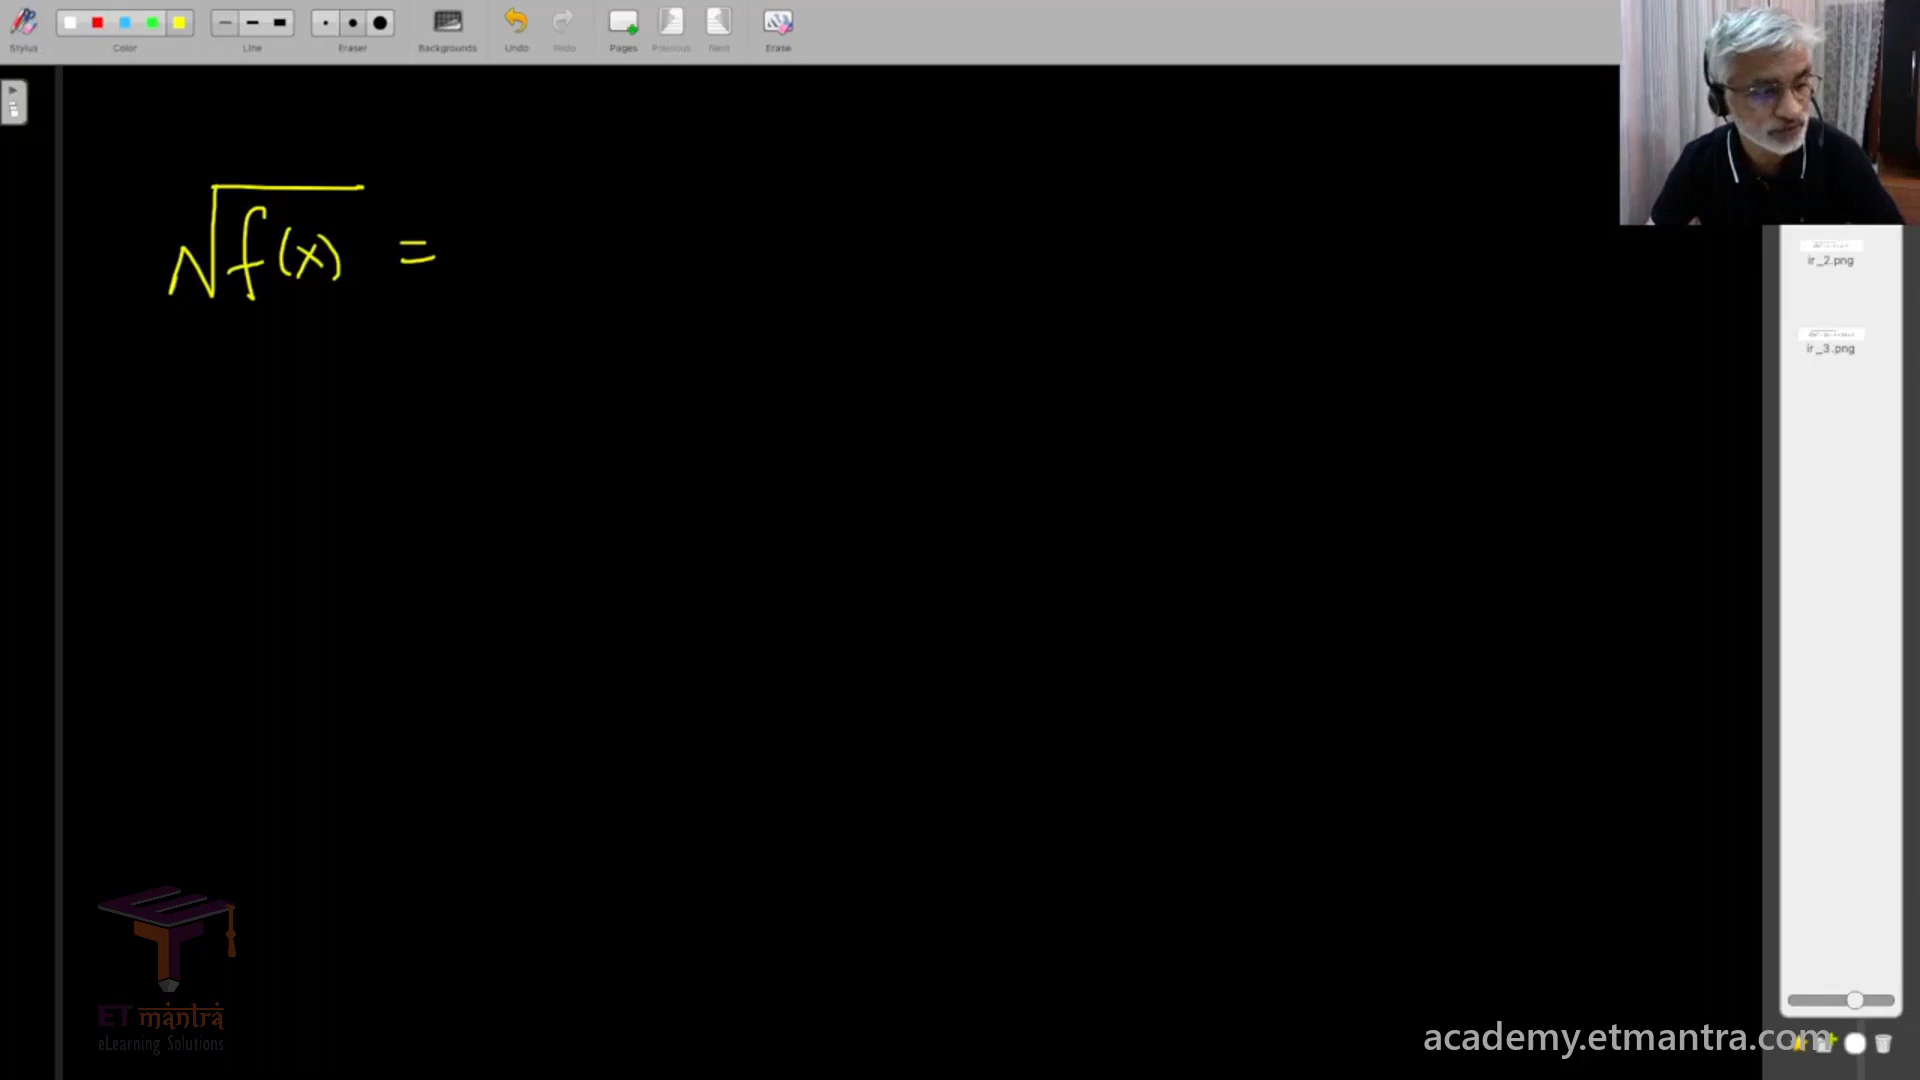 Stylus Color Line Eraser Backgrounds Undo Redo Pages Previous Next Erase
√f(x) =
ir_2.png
ir_3.png
ET mantra
eLearning Solutions
academy.etmantra.com